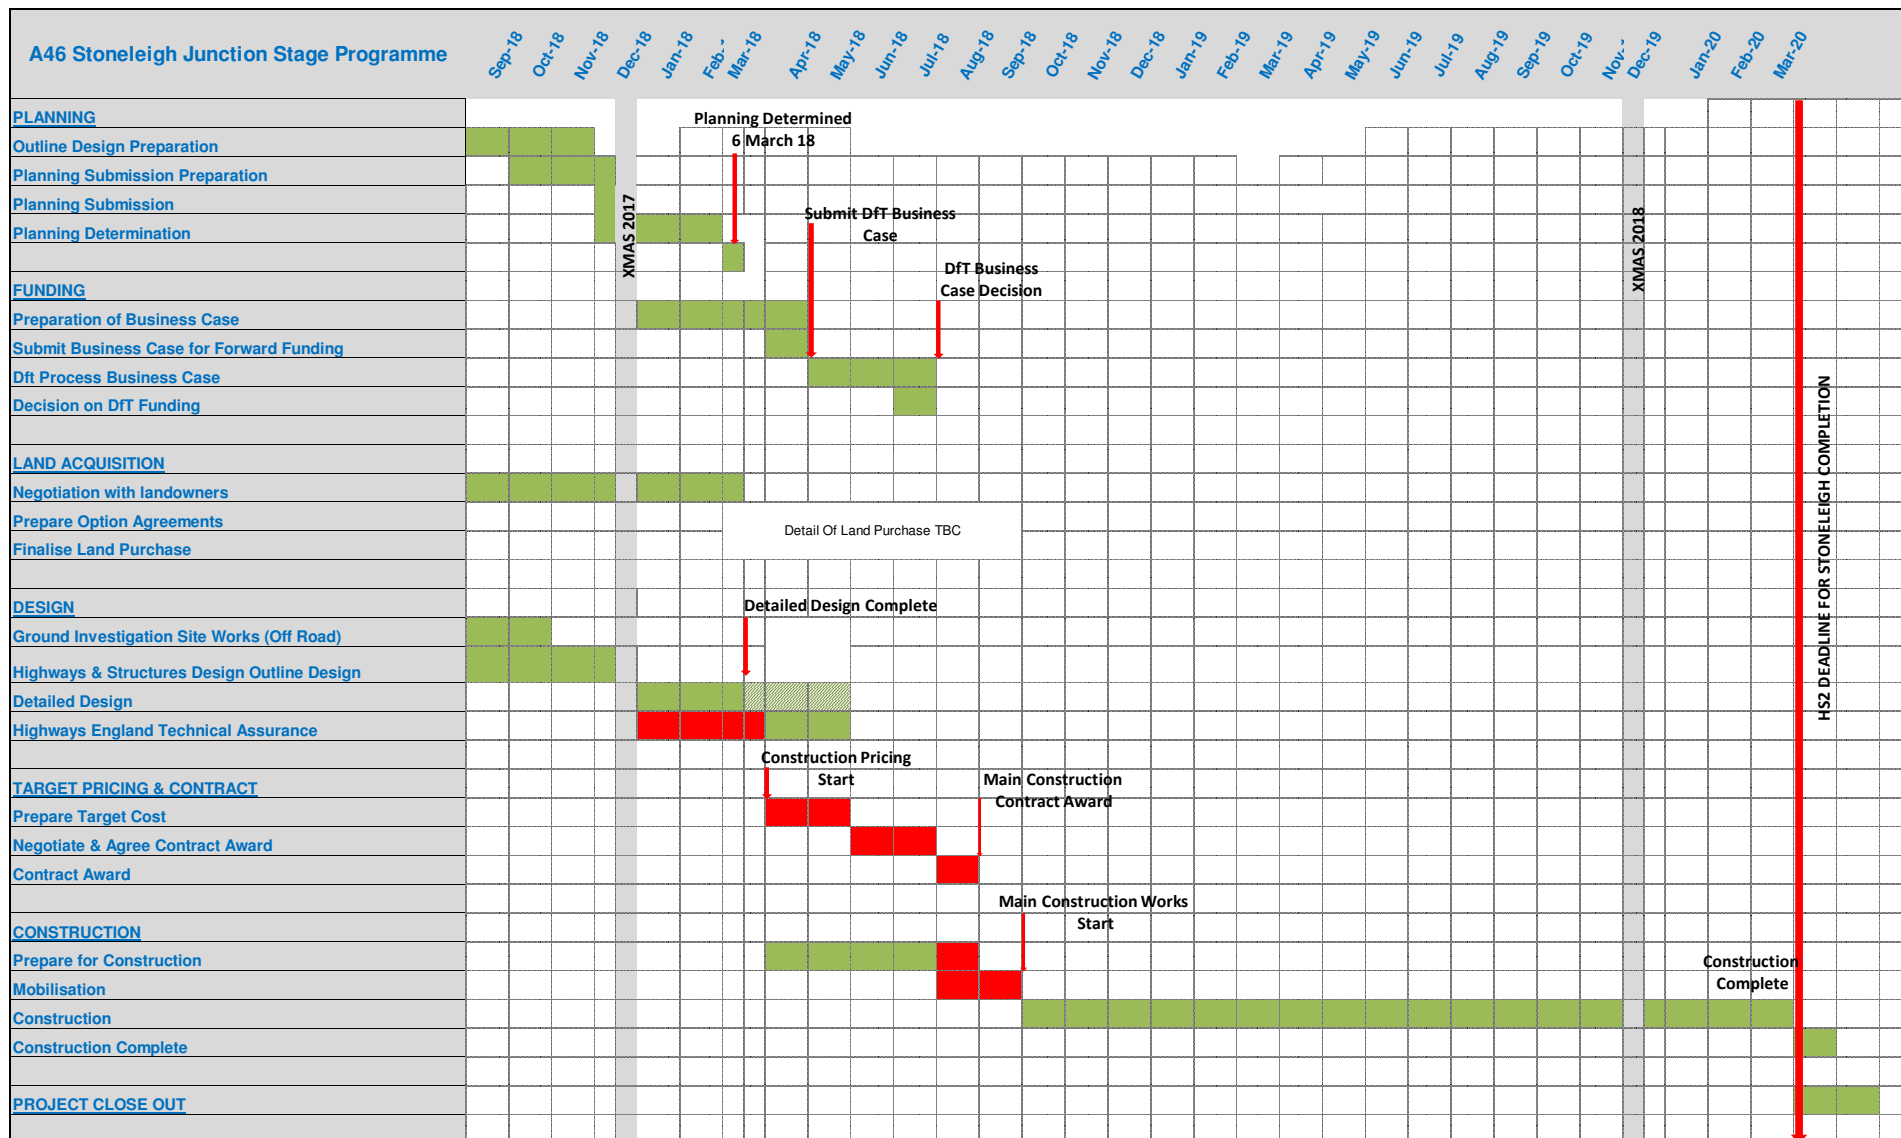 A46 Stoneleigh Junction Stage Programme
Sep-18
Oct-18
Nov-18
Dec-18
Jan-18
Feb-
Mar-18
Apr-18
May-18
Jun-18
Jul-18
Aug-18
Sep-18
Oct-18
Nov-18
Dec-18
Jan-19
Feb-19
Mar-19
Apr-19
May-19
Jun-19
Jul-19
Aug-19
Sep-19
Oct-19
Nov-
Dec-19
Jan-20
Feb-20
Mar-20
PLANNING
Planning Determined
6 March 18
Outline Design Preparation
Planning Submission Preparation
Planning Submission
Planning Determination
XMAS 2017
XMAS 2018
Submit DfT Business
Case
DfT Business
Case Decision
FUNDING
Preparation of Business Case
Submit Business Case for Forward Funding
Dft Process Business Case
Decision on DfT Funding
HS2 DEADLINE FOR STONELEIGH COMPLETION
LAND ACQUISITION
Negotiation with landowners
Prepare Option Agreements
Detail Of Land Purchase TBC
Finalise Land Purchase
DESIGN
Detailed Design Complete
Ground Investigation Site Works (Off Road)
Highways & Structures Design Outline Design
Detailed Design
Highways England Technical Assurance
Construction Pricing
Start
TARGET PRICING & CONTRACT
Main Construction
Contract Award
Prepare Target Cost
Negotiate & Agree Contract Award
Contract Award
Main Construction Works
Start
CONSTRUCTION
Prepare for Construction
Construction
Complete
Mobilisation
Construction
Construction Complete
PROJECT CLOSE OUT